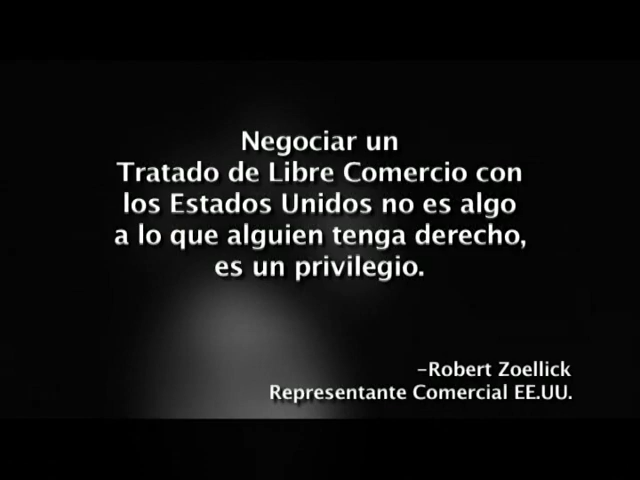 Negociar un
Tratado de Libre Comercio con
los Estados Unidos no es algo
a lo que alguien tenga derecho,
es un privilegio.
–Robert Zoellick
Representante Comercial EE.UU.